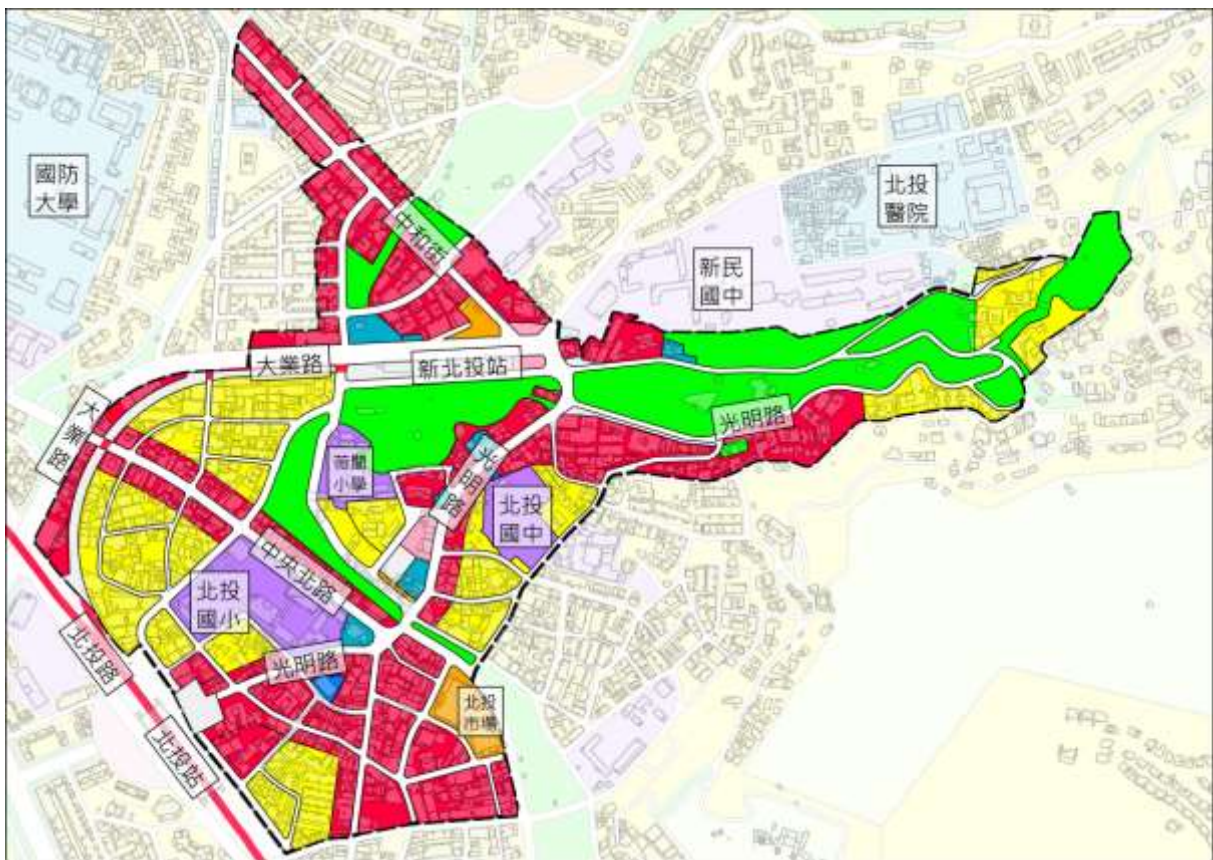 國防
大學
北投
醫院
中和街
新民
國中
大業路
新北投站
大業路
光明路
薇閣
小學
光明路
北投
國中
中央北路
北投
國小
北投路
光明路
北投
市場
北投站